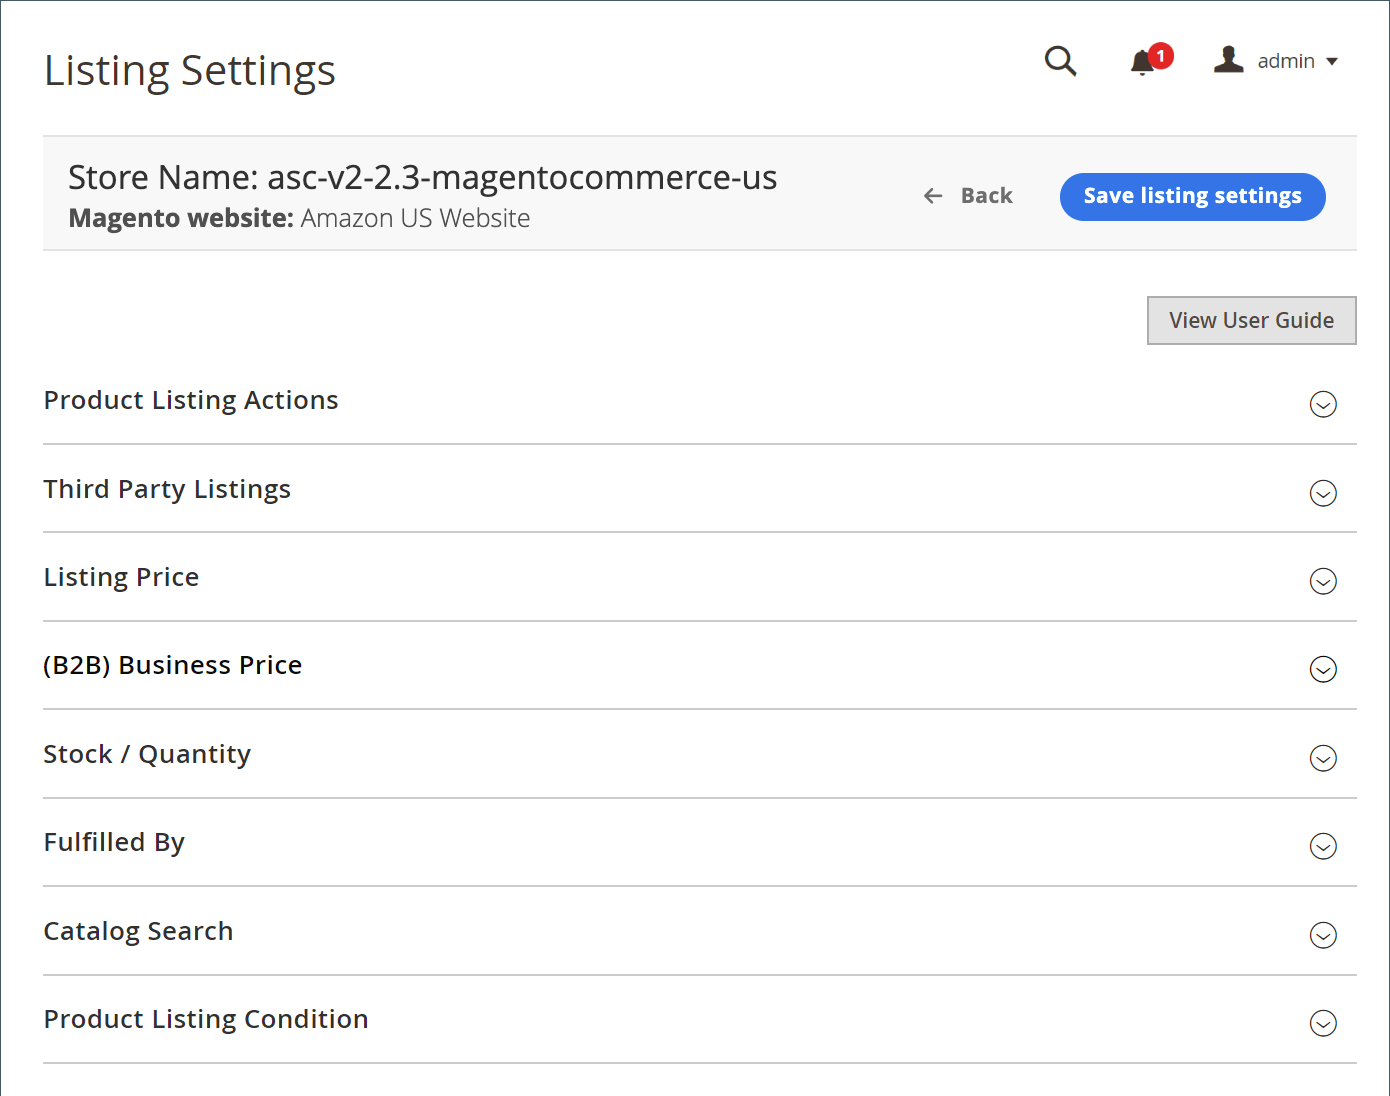 Listing Settings
1
admin
Store Name: asc-v2-2.3-magentocommerce-us
Magento website: Amazon US Website
Back
Save listing settings
View User Guide
Product Listing Actions
Third Party Listings
Listing Price
(B2B) Business Price
Stock / Quantity
Fulfilled By
Catalog Search
Product Listing Condition